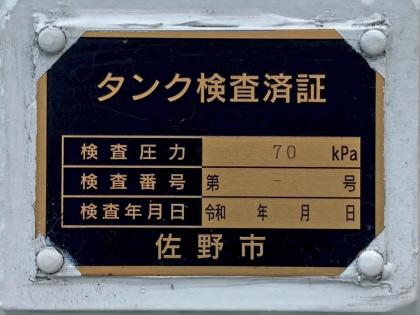 タンク検査済証
検査圧力 70 kPa
検査番号 第 - 号
検査年月日 令和 年 月 日
佐野市